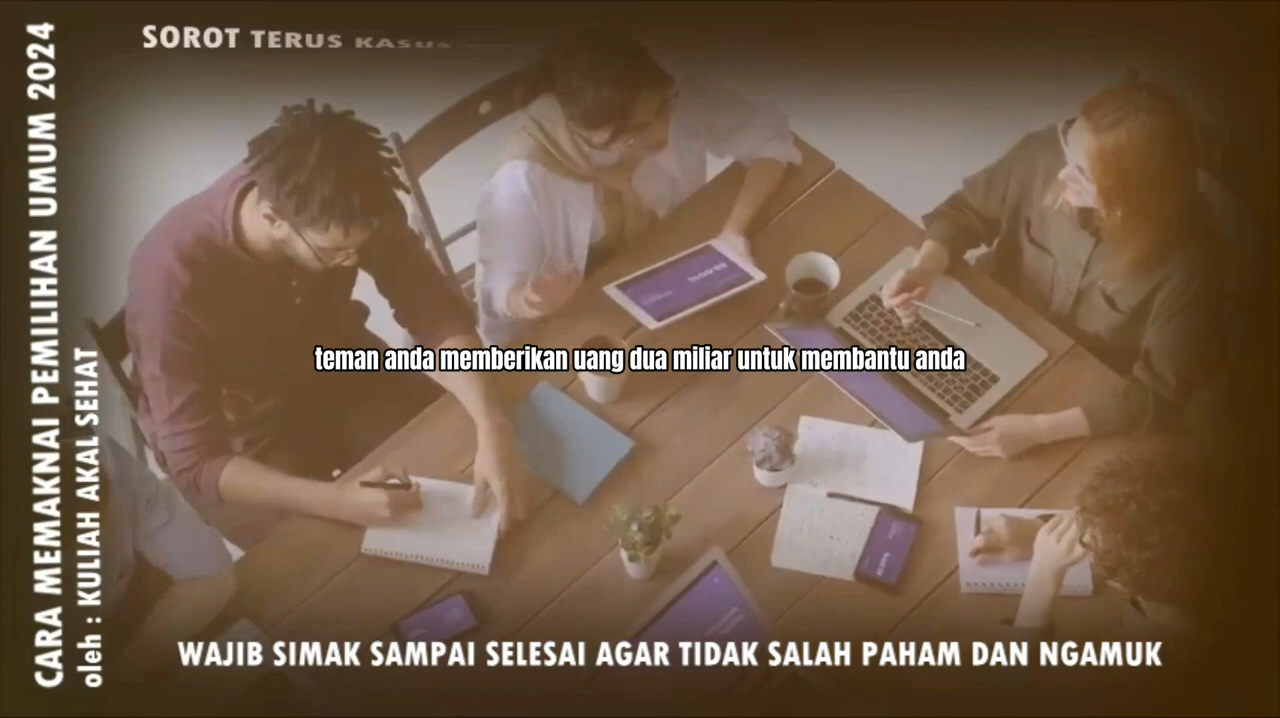 SOROT TERUS KASUS
CARA MEMAKNAI PEMILIHAN UMUM 2024
oleh : KULIAH AKAL SEHAT
teman anda memberikan uang dua miliar untuk membantu anda
WAJIB SIMAK SAMPAI SELESAI AGAR TIDAK SALAH PAHAM DAN NGAMUK